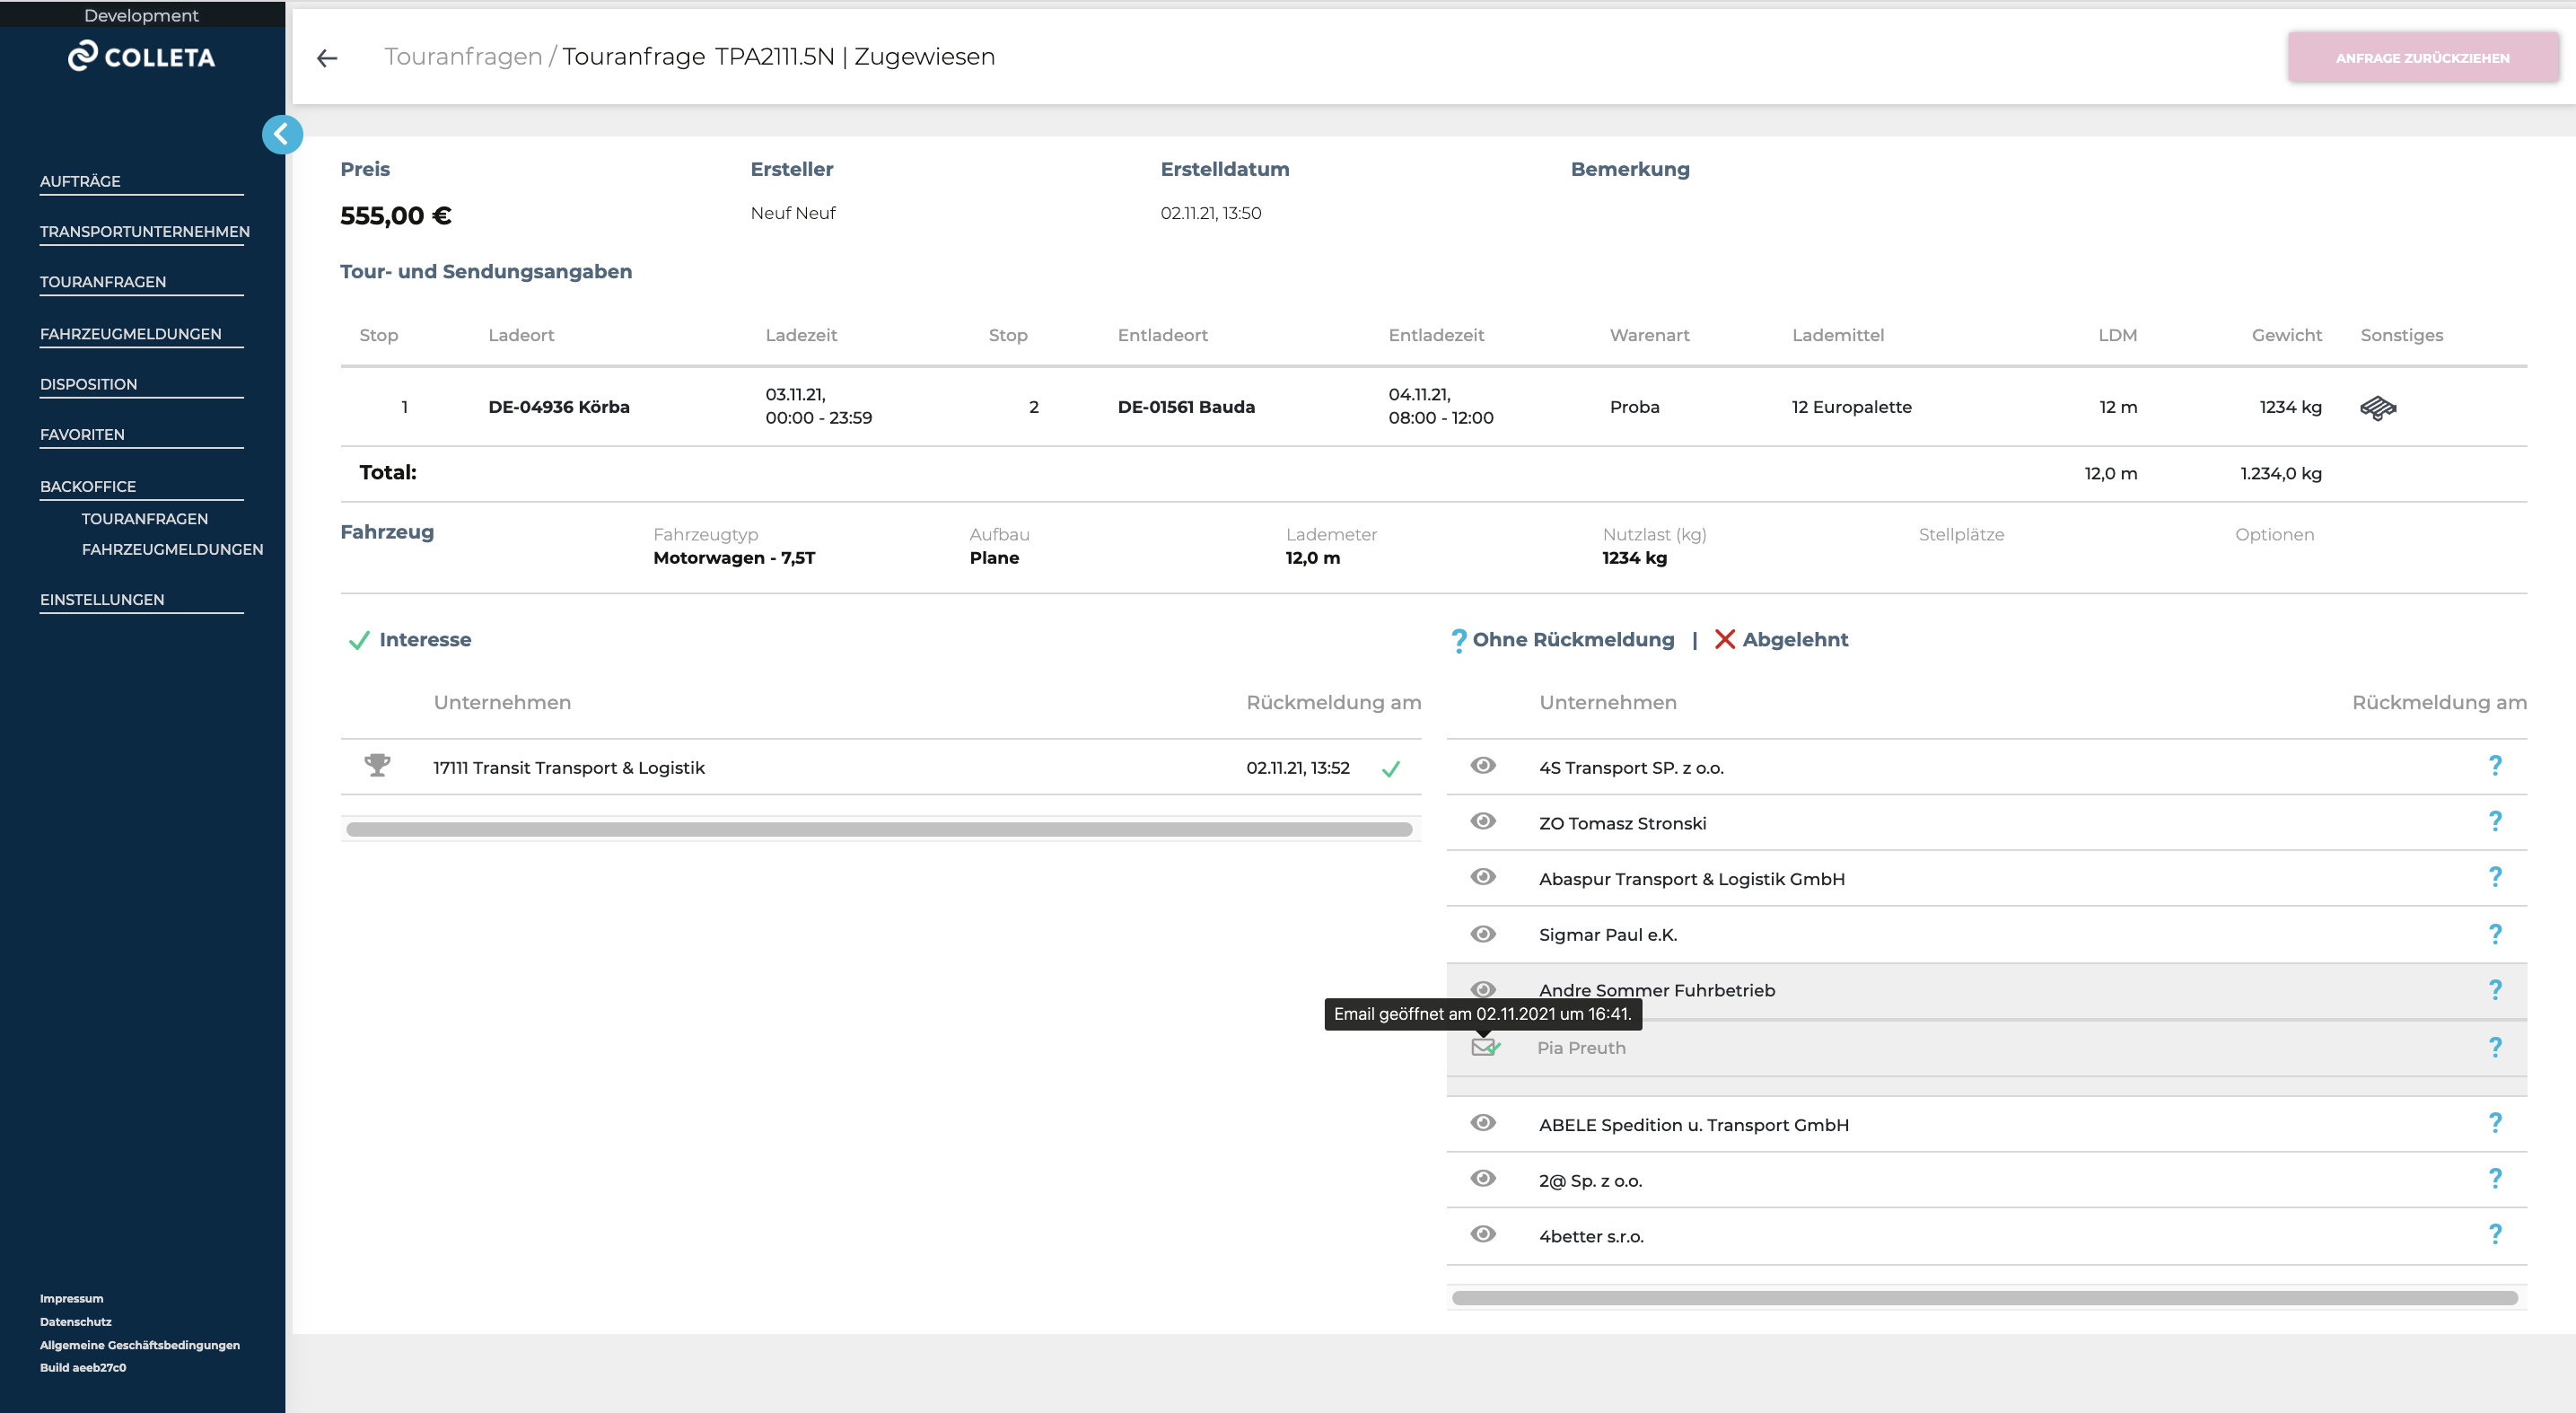 Development
COLLETA
AUFTRÄGE
TRANSPORTUNTERNEHMEN
TOURANFRAGEN
FAHRZEUGMELDUNGEN
DISPOSITION
FAVORITEN
BACKOFFICE
TOURANFRAGEN
FAHRZEUGMELDUNGEN
EINSTELLUNGEN
Impressum
Datenschutz
Allgemeine Geschäftsbedingungen
Build aeeb27c0
Touranfragen / Touranfrage TPA2111.5N | Zugewiesen
ANFRAGE ZURÜCKZIEHEN
Preis Ersteller Erstelldatum Bemerkung
555,00 € Neuf Neuf 02.11.21, 13:50
Tour- und Sendungsangaben
Stop Ladeort Ladezeit Stop Entladeort Entladezeit Warenart Lademittel LDM Gewicht Sonstiges
1 DE-04936 Körba 03.11.21, 00:00 - 23:59 2 DE-01561 Bauda 04.11.21, 08:00 - 12:00 Proba 12 Europalette 12 m 1234 kg
Total: 12,0 m 1.234,0 kg
Fahrzeug Fahrzeugtyp Aufbau Lademeter Nutzlast (kg) Stellplätze Optionen
Motorwagen - 7,5T Plane 12,0 m 1234 kg
Interesse
Unternehmen Rückmeldung am
17111 Transit Transport & Logistik 02.11.21, 13:52
? Ohne Rückmeldung | Abgelehnt
Unternehmen Rückmeldung am
4S Transport SP. z o.o. ?
ZO Tomasz Stronski ?
Abaspur Transport & Logistik GmbH ?
Sigmar Paul e.K. ?
Andre Sommer Fuhrbetrieb ?
Email geöffnet am 02.11.2021 um 16:41.
Pia Preuth ?
ABELE Spedition u. Transport GmbH ?
2@ Sp. z o.o. ?
4better s.r.o. ?